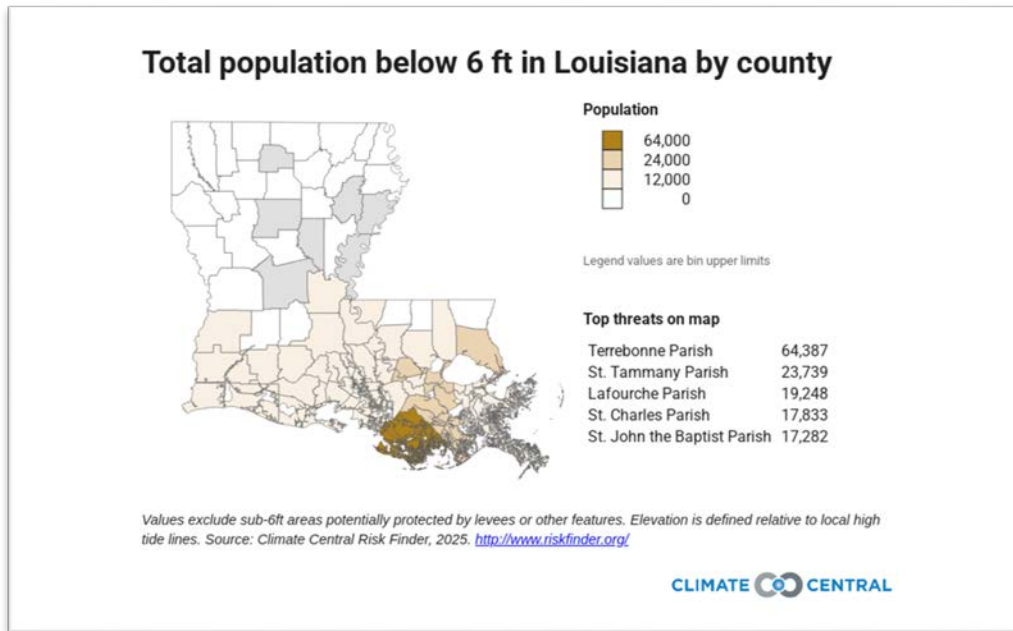 Total population below 6 ft in Louisiana by county
Population
64,000
24,000
12,000
0
Legend values are bin upper limits
Top threats on map
Terrebonne Parish 64,387
St. Tammany Parish 23,739
Lafourche Parish 19,248
St. Charles Parish 17,833
St. John the Baptist Parish 17,282
Values exclude sub-6ft areas potentially protected by levees or other features. Elevation is defined relative to local high
tide lines. Source: Climate Central Risk Finder, 2025. http://www.riskfinder.org/
CLIMATE CENTRAL